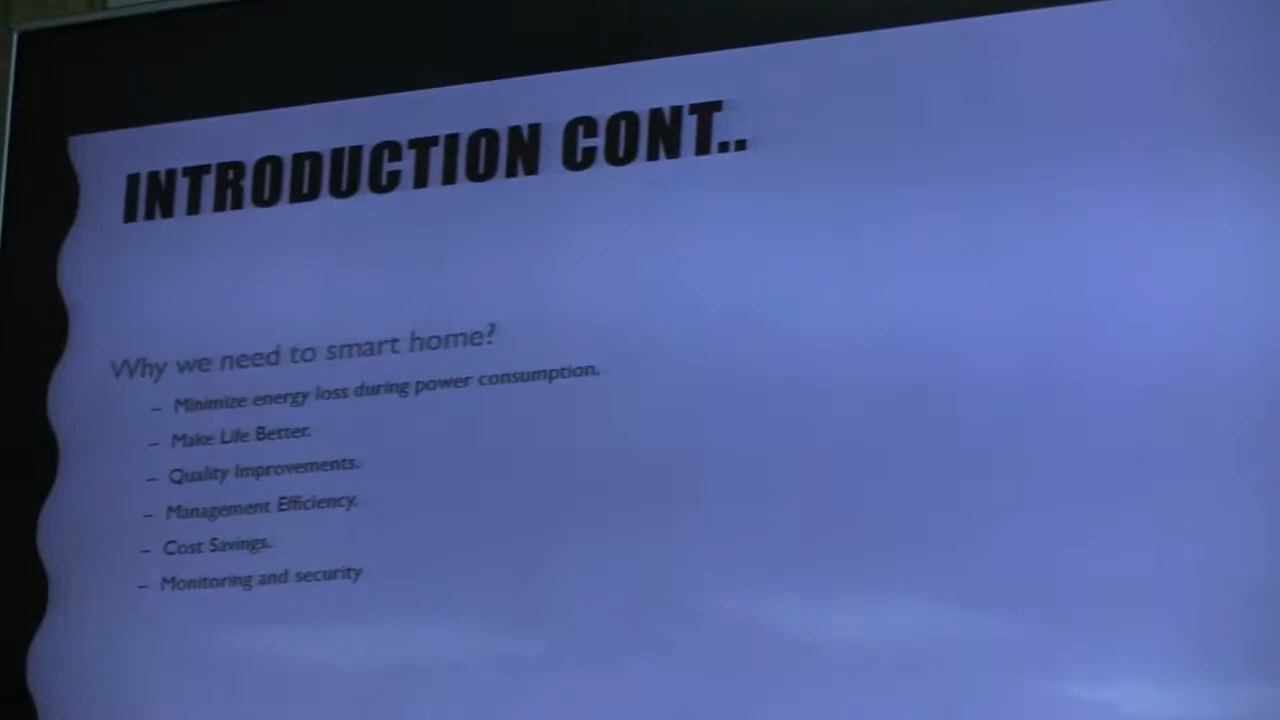 INTRODUCTION CONT..
Why we need to smart home?
– Minimize energy loss during power consumption.
– Make Life Better.
– Quality Improvements.
– Management Efficiency.
– Cost Savings.
– Monitoring and security